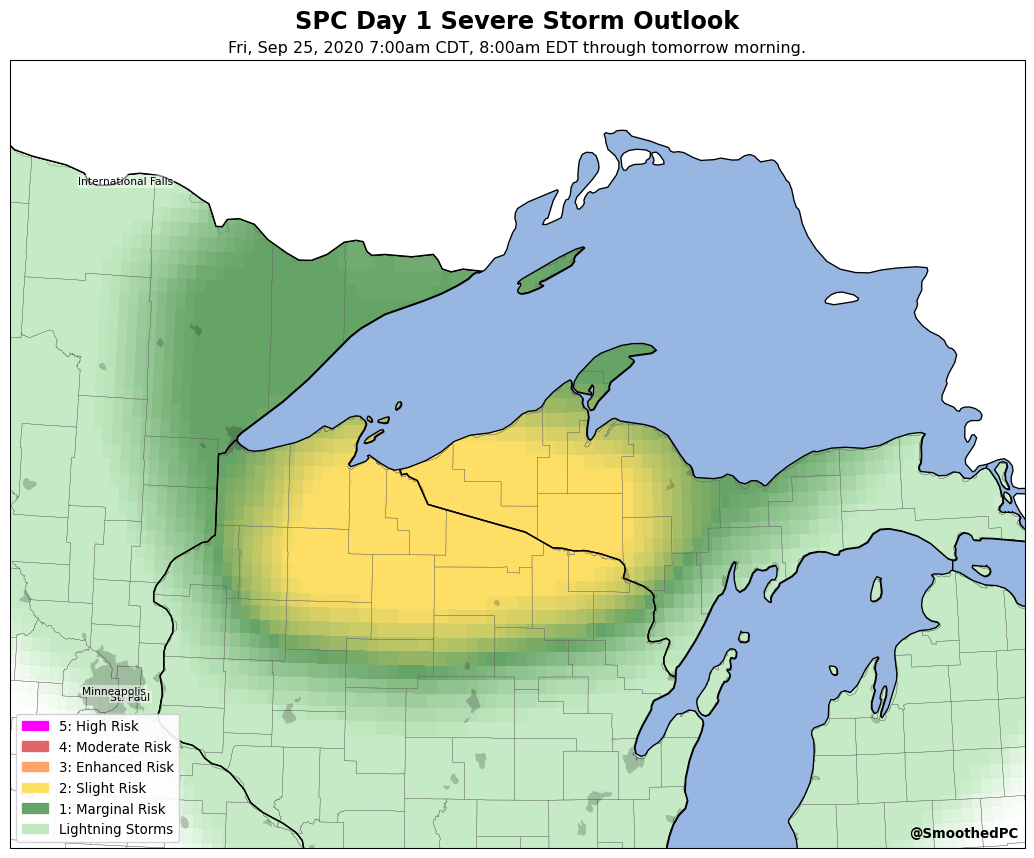 SPC Day 1 Severe Storm Outlook
Fri, Sep 25, 2020 7:00am CDT, 8:00am EDT through tomorrow morning.
International Falls
Minneapolis
St. Paul
5: High Risk
4: Moderate Risk
3: Enhanced Risk
2: Slight Risk
1: Marginal Risk
Lightning Storms
@SmoothedPC